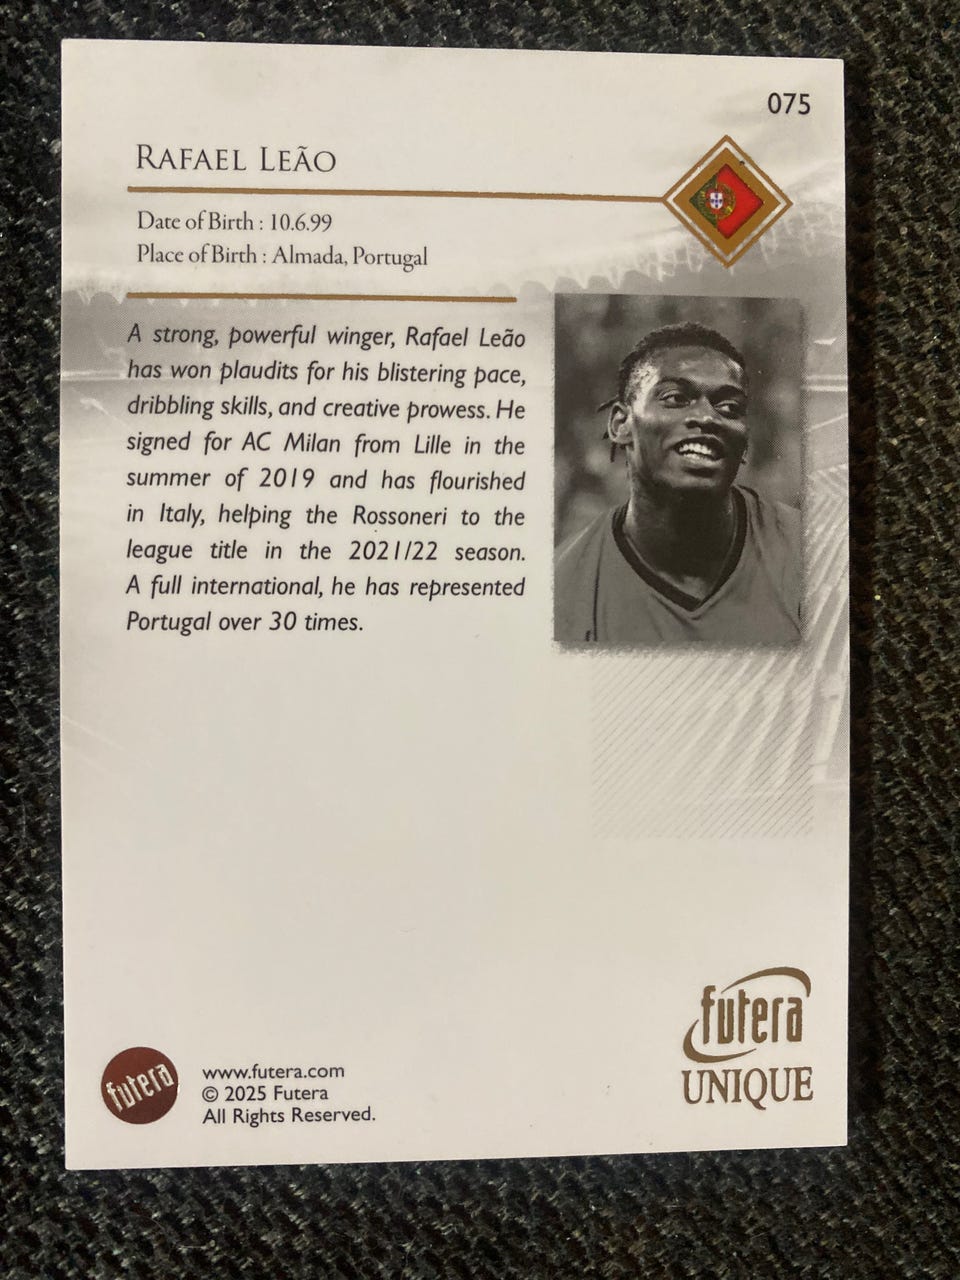 075
RAFAEL LEÃO
Date of Birth : 10.6.99
Place of Birth : Almada, Portugal
A strong, powerful winger, Rafael Leão
has won plaudits for his blistering pace,
dribbling skills, and creative prowess. He
signed for AC Milan from Lille in the
summer of 2019 and has flourished
in Italy, helping the Rossoneri to the
league title in the 2021/22 season.
A full international, he has represented
Portugal over 30 times.
futera
UNIQUE
futera
www.futera.com
© 2025 Futera
All Rights Reserved.